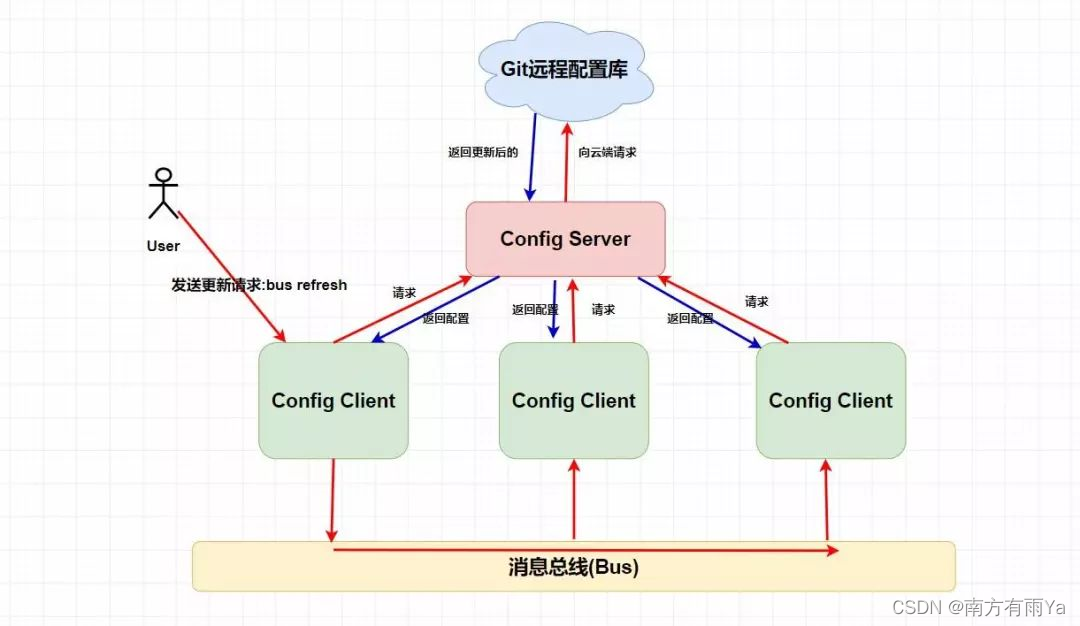 Git远程配置库
返回更新后的
向云端请求
User
Config Server
发送更新请求:bus refresh
请求
返回配置
返回配置
请求
返回配置
请求
Config Client
Config Client
Config Client
消息总线(Bus)
CSDN @南方有雨Ya